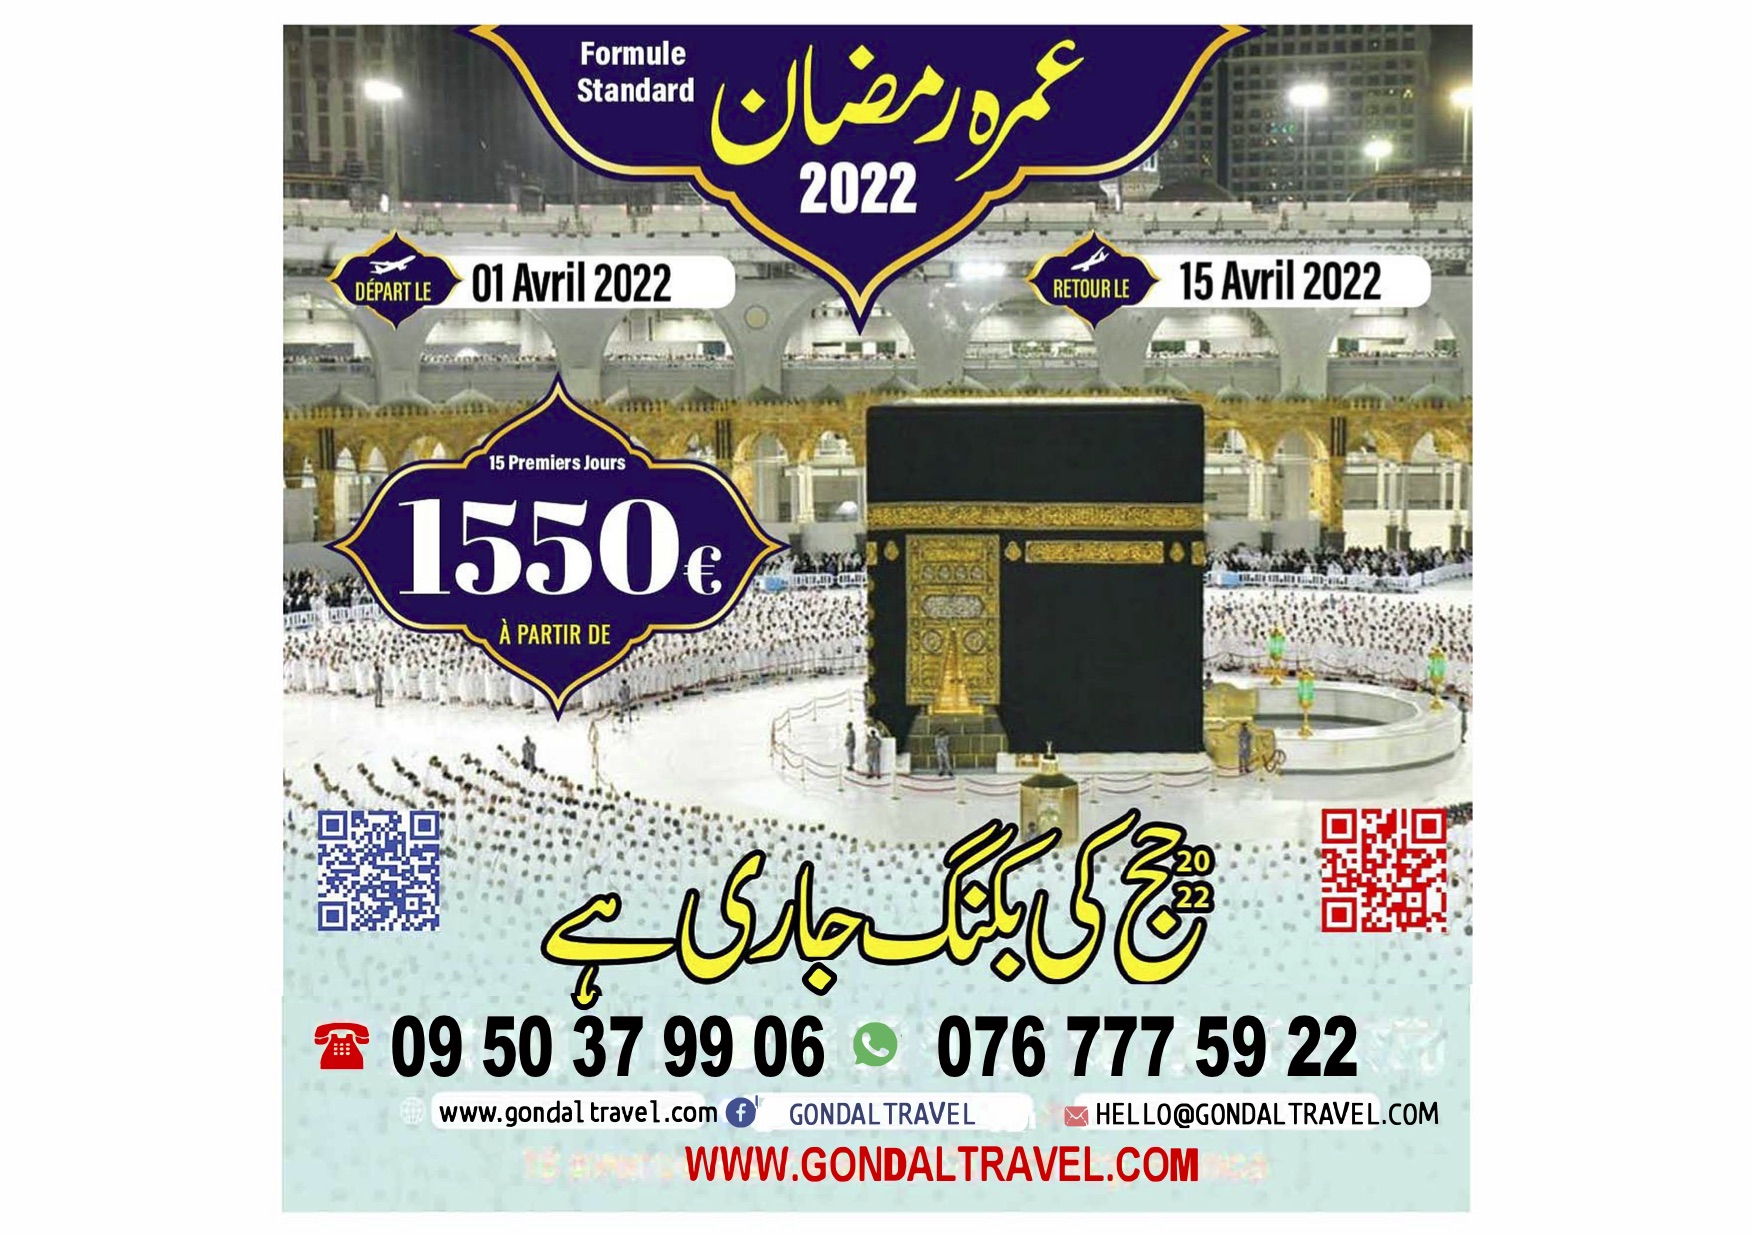 Formule
Standard
عمرہ رمضان
2022
DÉPART LE
01 Avril 2022
RETOUR LE
15 Avril 2022
15 Premiers Jours
1550€
À PARTIR DE
حج 2022 کی بکنگ جاری ہے
09 50 37 99 06
076 777 59 22
www.gondaltravel.com
GONDALTRAVEL
HELLO@GONDALTRAVEL.COM
WWW.GONDALTRAVEL.COM